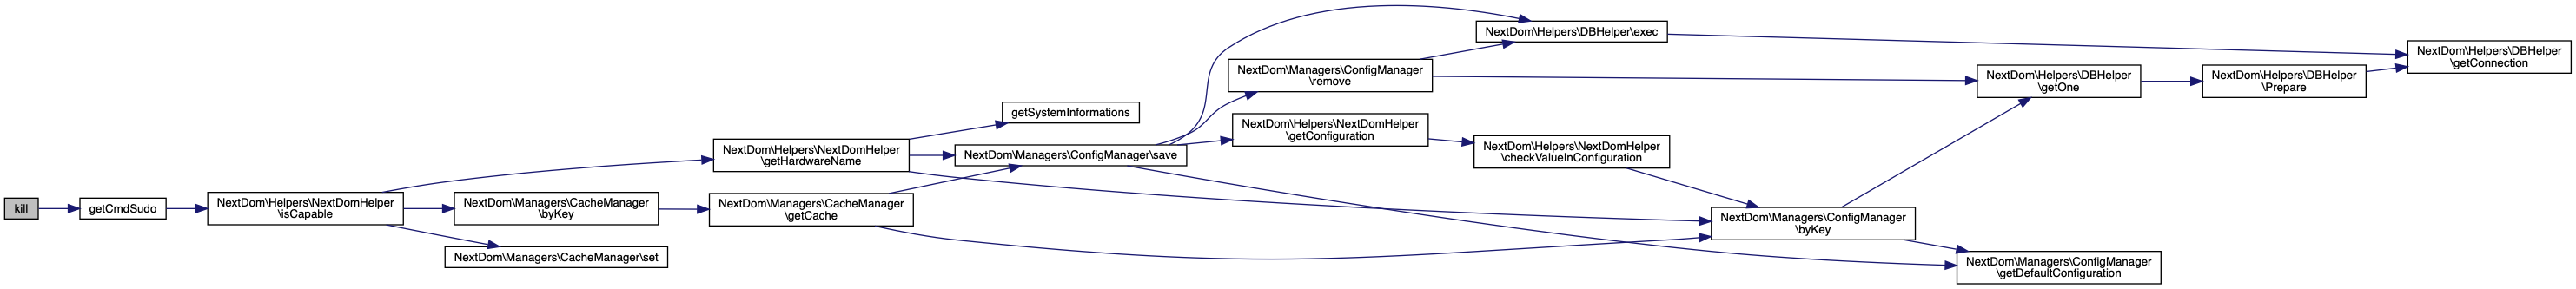 kill
getCmdSudo
NextDom\Helpers\NextDomHelper
\isCapable
NextDom\Helpers\NextDomHelper
\getHardwareName
NextDom\Managers\CacheManager
\byKey
NextDom\Managers\CacheManager\set
getSystemInformations
NextDom\Managers\ConfigManager\save
NextDom\Managers\CacheManager
\getCache
NextDom\Managers\ConfigManager
\remove
NextDom\Helpers\NextDomHelper
\getConfiguration
NextDom\Helpers\DBHelper\exec
NextDom\Helpers\NextDomHelper
\checkValueInConfiguration
NextDom\Managers\ConfigManager
\byKey
NextDom\Helpers\DBHelper
\getOne
NextDom\Managers\ConfigManager
\getDefaultConfiguration
NextDom\Helpers\DBHelper
\Prepare
NextDom\Helpers\DBHelper
\getConnection